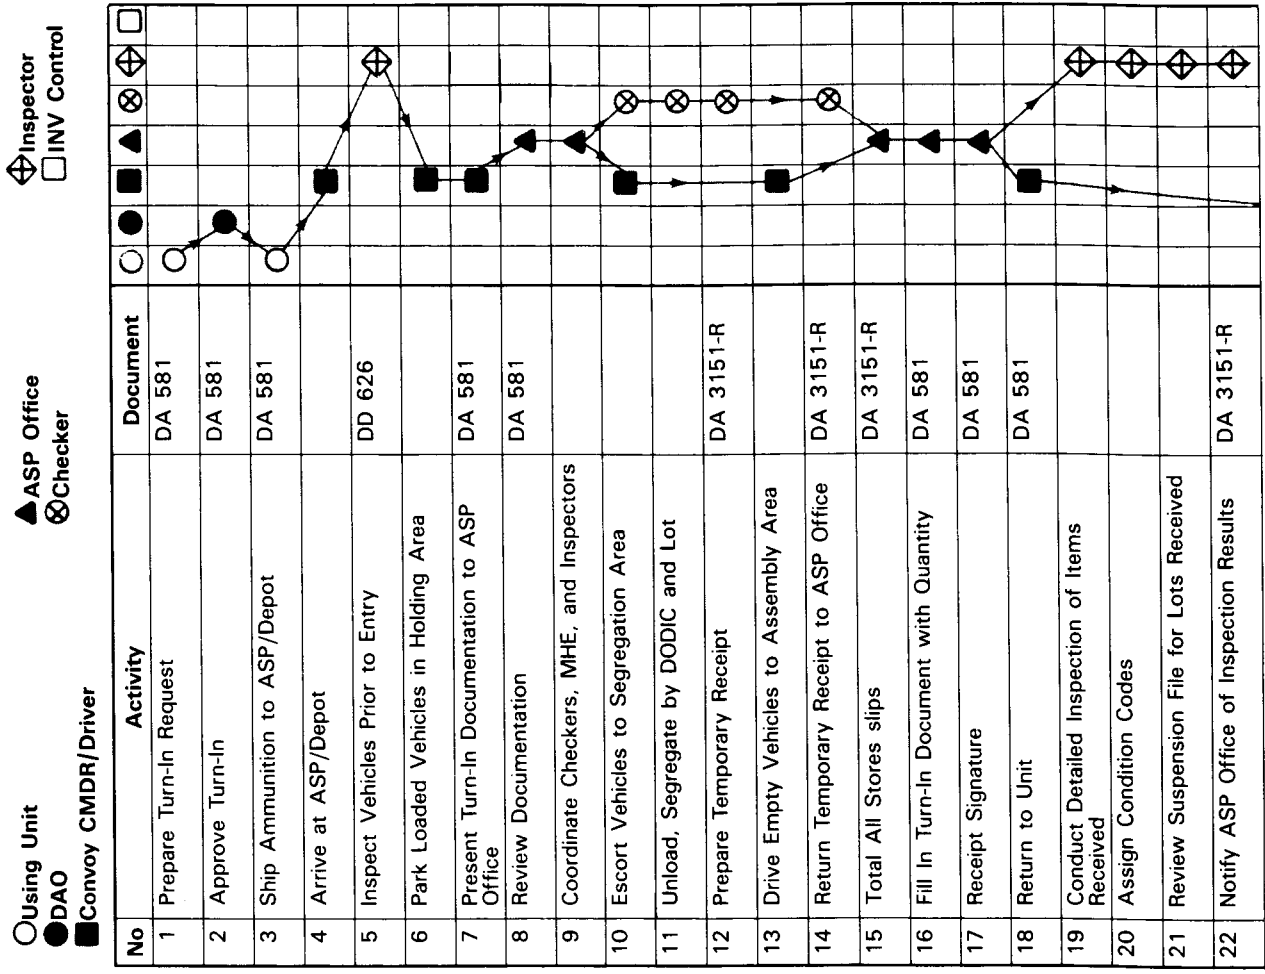 Using Unit
DAO
Convoy CMDR/Driver
ASP Office
Checker
Inspector
INV Control
No Activity Document
1 Prepare Turn-In Request DA 581
2 Approve Turn-In DA 581
3 Ship Ammunition to ASP/Depot DA 581
4 Arrive at ASP/Depot
5 Inspect Vehicles Prior to Entry DD 626
6 Park Loaded Vehicles in Holding Area
7 Present Turn-In Documentation to ASP DA 581
Office
8 Review Documentation DA 581
9 Coordinate Checkers, MHE, and Inspectors
10 Escort Vehicles to Segregation Area
11 Unload, Segregate by DODIC and Lot
12 Prepare Temporary Receipt DA 3151-R
13 Drive Empty Vehicles to Assembly Area
14 Return Temporary Receipt to ASP Office DA 3151-R
15 Total All Stores slips DA 3151-R
16 Fill In Turn-In Document with Quantity DA 581
17 Receipt Signature DA 581
18 Return to Unit DA 581
19 Conduct Detailed Inspection of Items
Received
20 Assign Condition Codes
21 Review Suspension File for Lots Received
22 Notify ASP Office of Inspection Results DA 3151-R